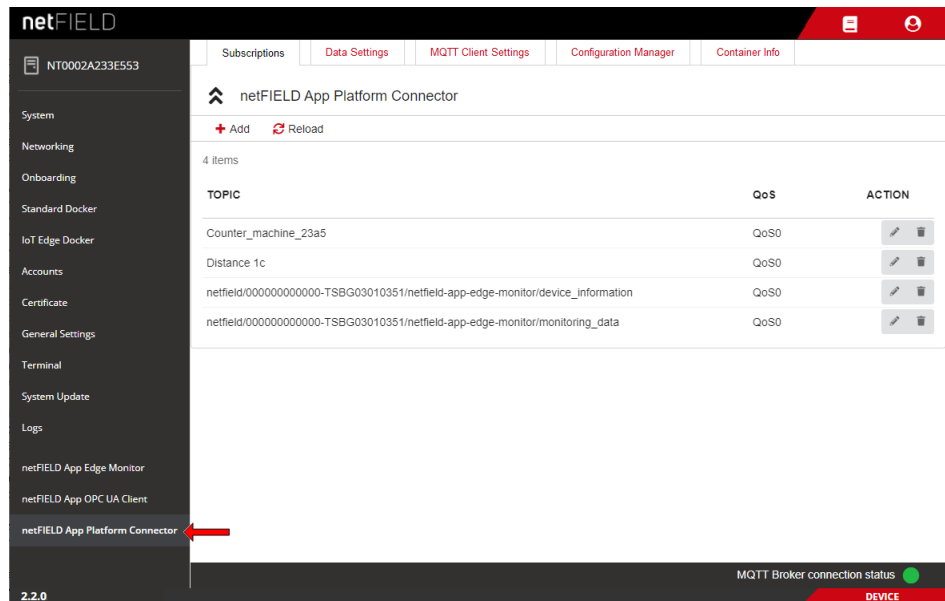 netFIELD
NT0002A233E553
System
Networking
Onboarding
Standard Docker
IoT Edge Docker
Accounts
Certificate
General Settings
Terminal
System Update
Logs
netFIELD App Edge Monitor
netFIELD App OPC UA Client
netFIELD App Platform Connector
2.2.0
Subscriptions Data Settings MQTT Client Settings Configuration Manager Container Info
netFIELD App Platform Connector
+ Add Reload
4 items
TOPIC QoS ACTION
Counter_machine_23a5 QoS0
Distance 1c QoS0
netfield/000000000000-TSBG03010351/netfield-app-edge-monitor/device_information QoS0
netfield/000000000000-TSBG03010351/netfield-app-edge-monitor/monitoring_data QoS0
MQTT Broker connection status
DEVICE